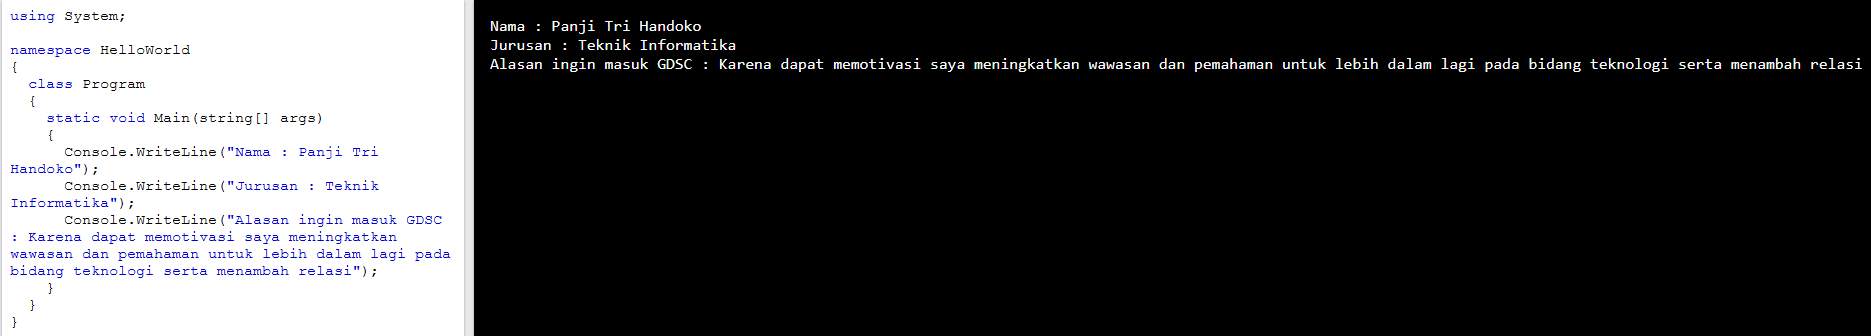 using System;
namespace HelloWorld
{
class Program
{
static void Main(string[] args)
{
Console.WriteLine("Nama : Panji Tri
Handoko");
Console.WriteLine("Jurusan : Teknik
Informatika");
Console.WriteLine("Alasan ingin masuk GDSC
: Karena dapat memotivasi saya meningkatkan
wawasan dan pemahaman untuk lebih dalam lagi pada
bidang teknologi serta menambah relasi");
}
}
}
Nama : Panji Tri Handoko
Jurusan : Teknik Informatika
Alasan ingin masuk GDSC : Karena dapat memotivasi saya meningkatkan wawasan dan pemahaman untuk lebih dalam lagi pada bidang teknologi serta menambah relasi